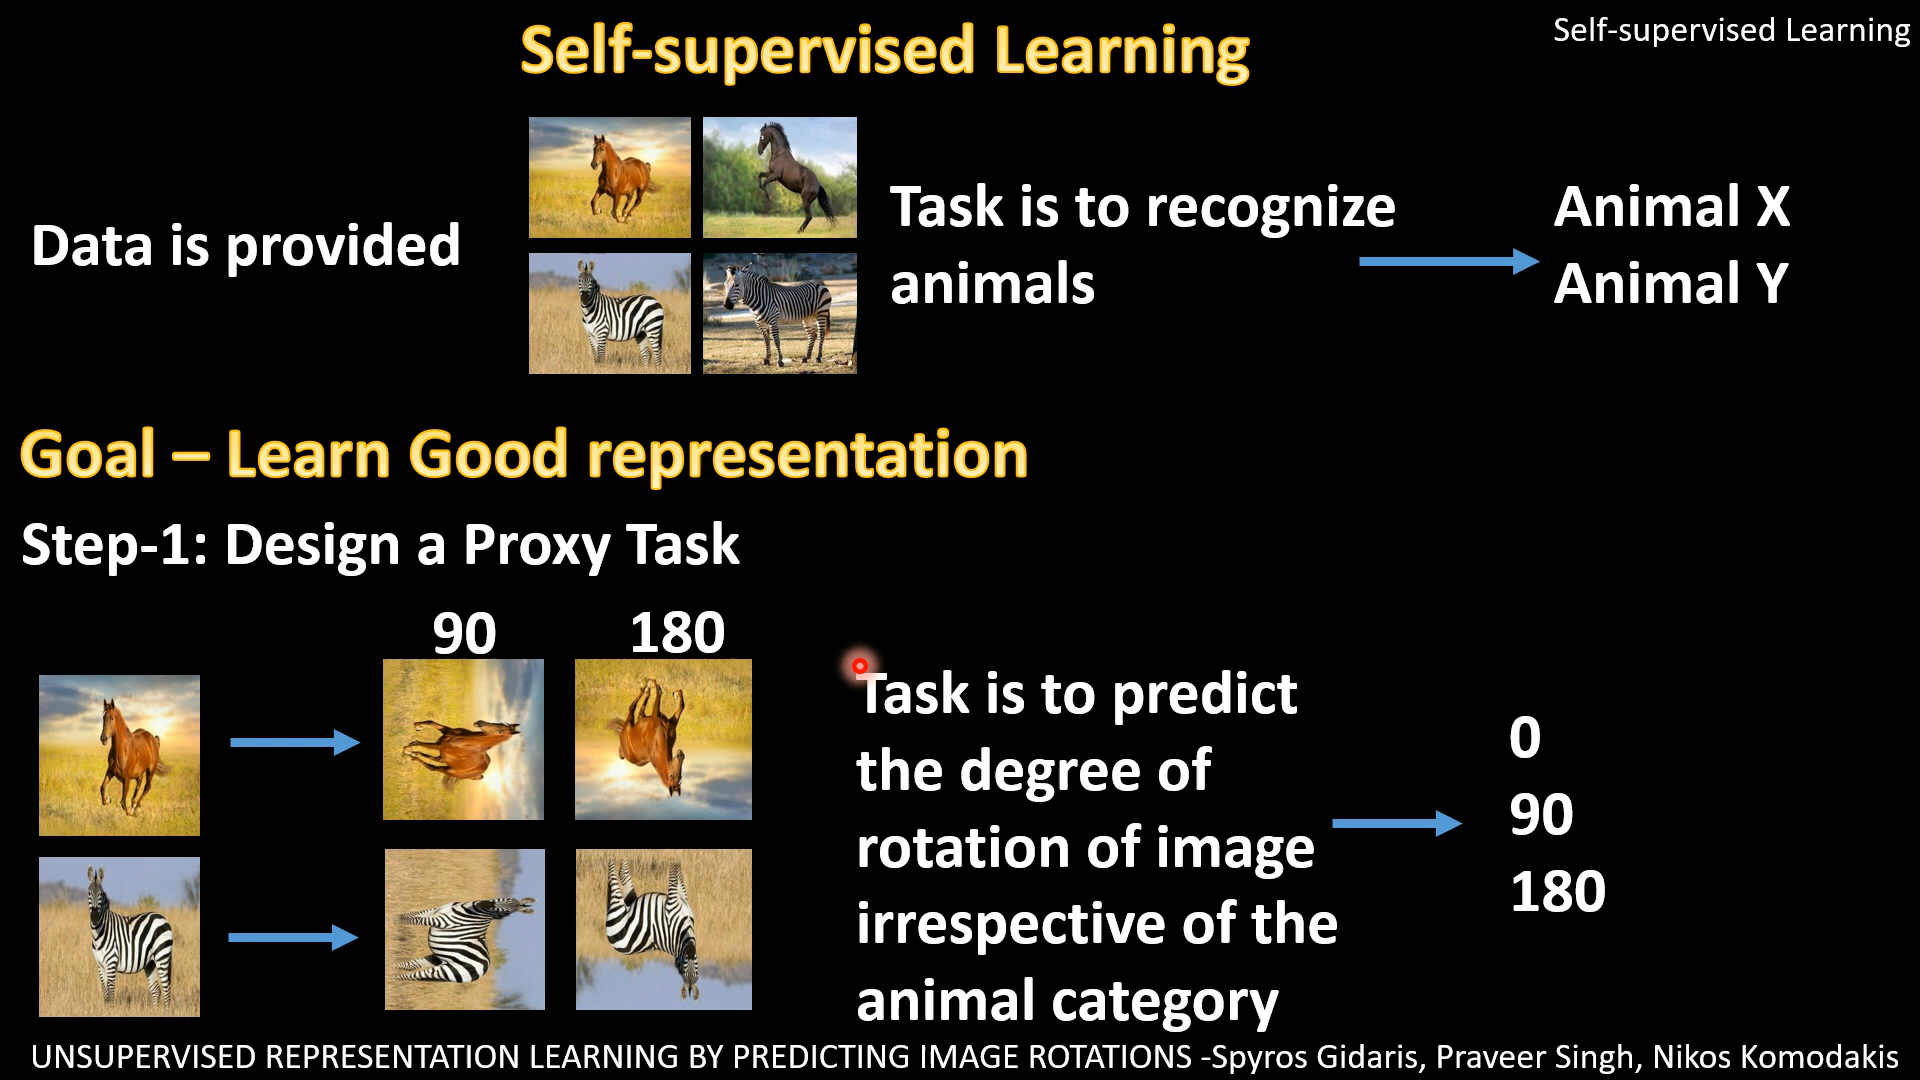 Self-supervised Learning
Self-supervised Learning
Data is provided
Task is to recognize
animals
Animal X
Animal Y
Goal – Learn Good representation
Step-1: Design a Proxy Task
90
180
Task is to predict
the degree of
rotation of image
irrespective of the
animal category
0
90
180
UNSUPERVISED REPRESENTATION LEARNING BY PREDICTING IMAGE ROTATIONS -Spyros Gidaris, Praveer Singh, Nikos Komodakis